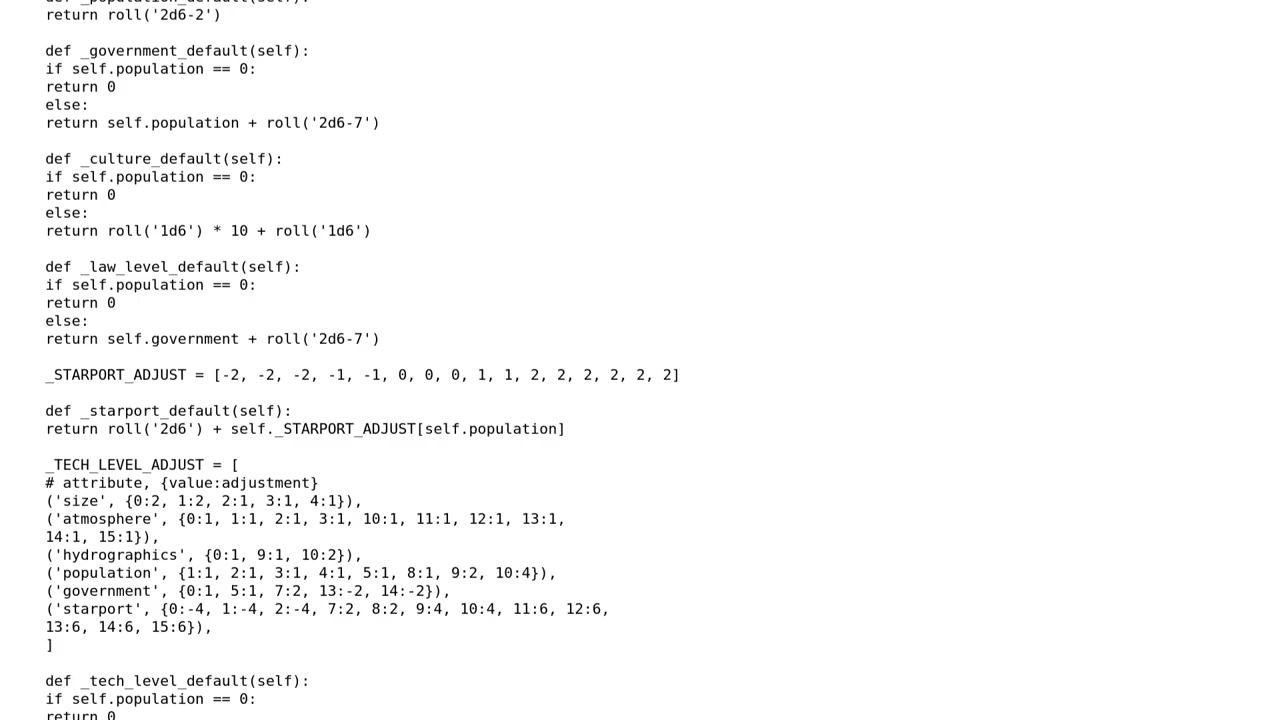 def _population_default(self):
return roll('2d6-2')

def _government_default(self):
if self.population == 0:
return 0
else:
return self.population + roll('2d6-7')

def _culture_default(self):
if self.population == 0:
return 0
else:
return roll('1d6') * 10 + roll('1d6')

def _law_level_default(self):
if self.population == 0:
return 0
else:
return self.government + roll('2d6-7')

_STARPORT_ADJUST = [-2, -2, -2, -1, -1, 0, 0, 0, 1, 1, 2, 2, 2, 2, 2, 2]

def _starport_default(self):
return roll('2d6') + self._STARPORT_ADJUST[self.population]

_TECH_LEVEL_ADJUST = [
# attribute, {value:adjustment}
('size', {0:2, 1:2, 2:1, 3:1, 4:1}),
('atmosphere', {0:1, 1:1, 2:1, 3:1, 10:1, 11:1, 12:1, 13:1,
14:1, 15:1}),
('hydrographics', {0:1, 9:1, 10:2}),
('population', {1:1, 2:1, 3:1, 4:1, 5:1, 8:1, 9:2, 10:4}),
('government', {0:1, 5:1, 7:2, 13:-2, 14:-2}),
('starport', {0:-4, 1:-4, 2:-4, 7:2, 8:2, 9:4, 10:4, 11:6, 12:6,
13:6, 14:6, 15:6}),
]

def _tech_level_default(self):
if self.population == 0:
return 0